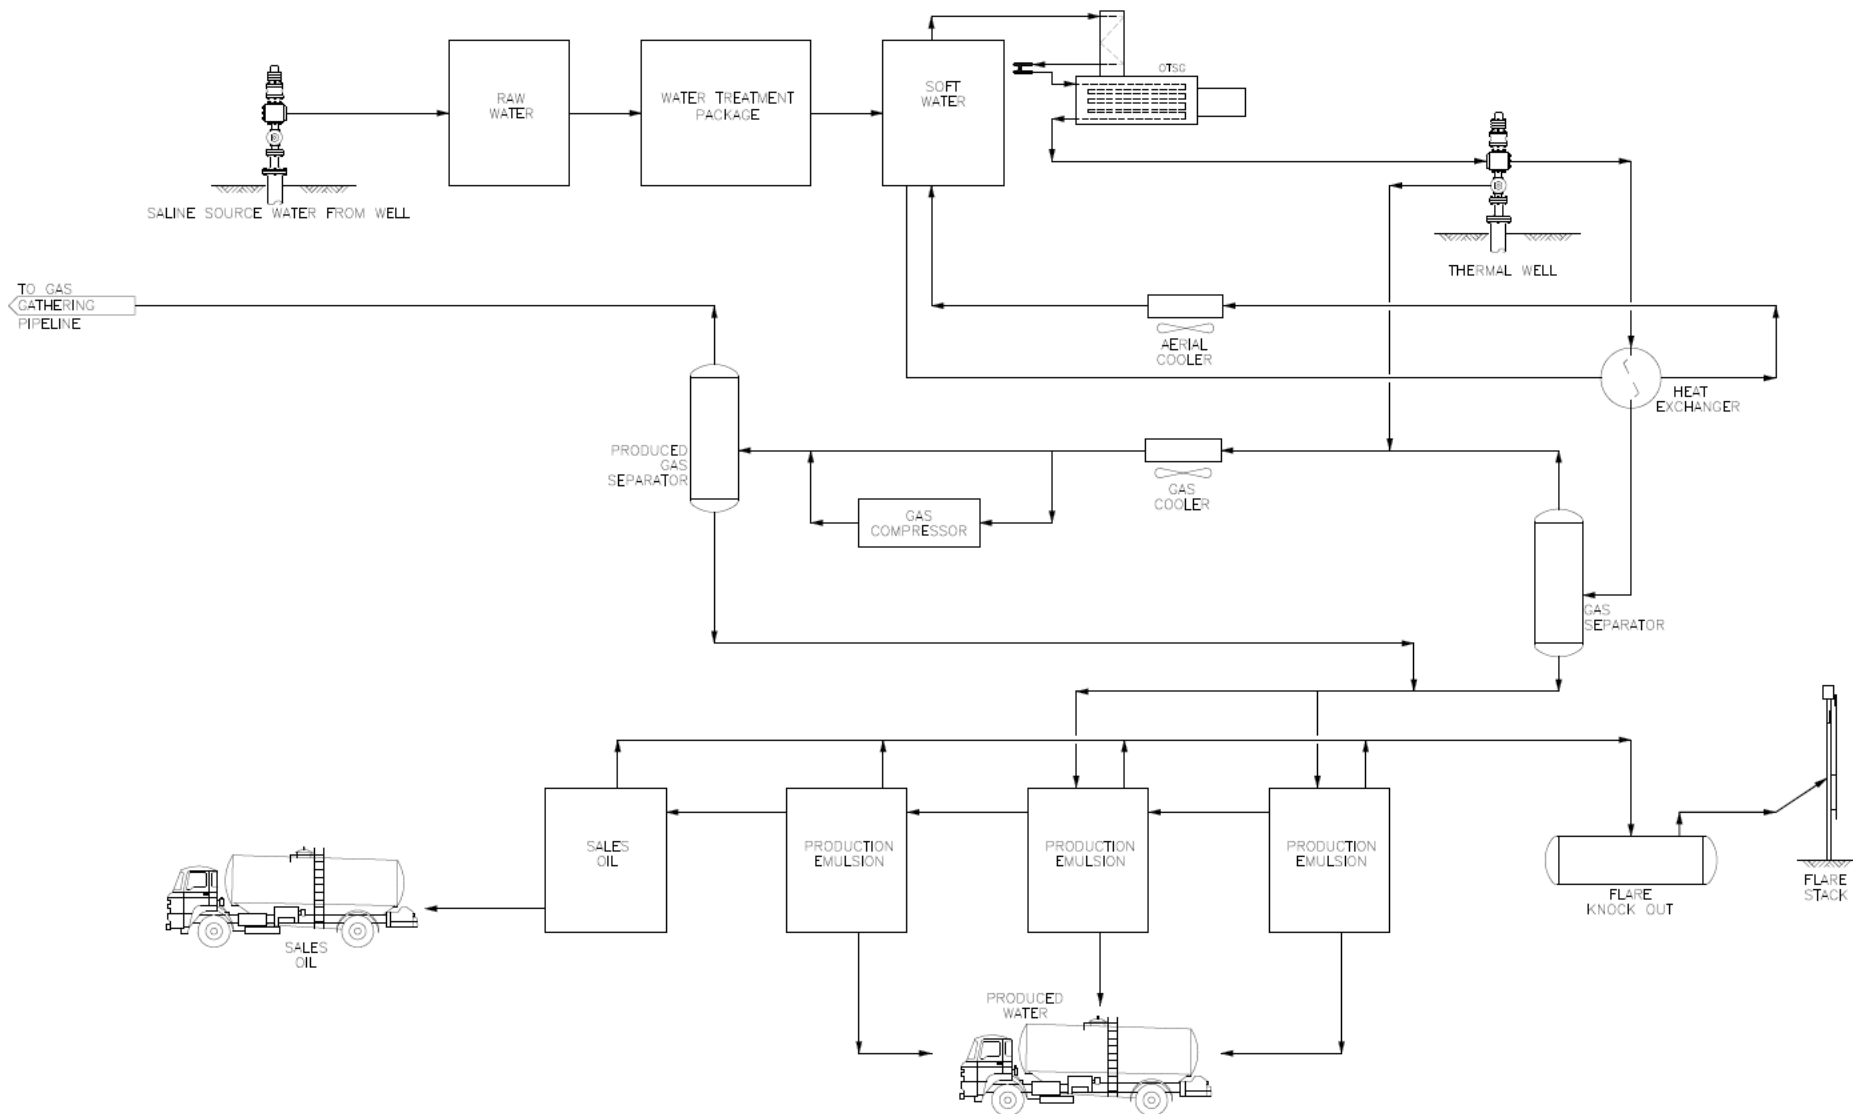 OTSG
RAW
WATER
WATER TREATMENT
PACKAGE
SOFT
WATER
SALINE SOURCE WATER FROM WELL
THERMAL WELL
TO GAS
GATHERING
PIPELINE
AERIAL
COOLER
HEAT
EXCHANGER
PRODUCED
GAS
SEPARATOR
GAS
COOLER
GAS
COMPRESSOR
GAS
SEPARATOR
SALES
OIL
PRODUCTION
EMULSION
PRODUCTION
EMULSION
PRODUCTION
EMULSION
FLARE
KNOCK OUT
FLARE
STACK
SALES
OIL
PRODUCED
WATER